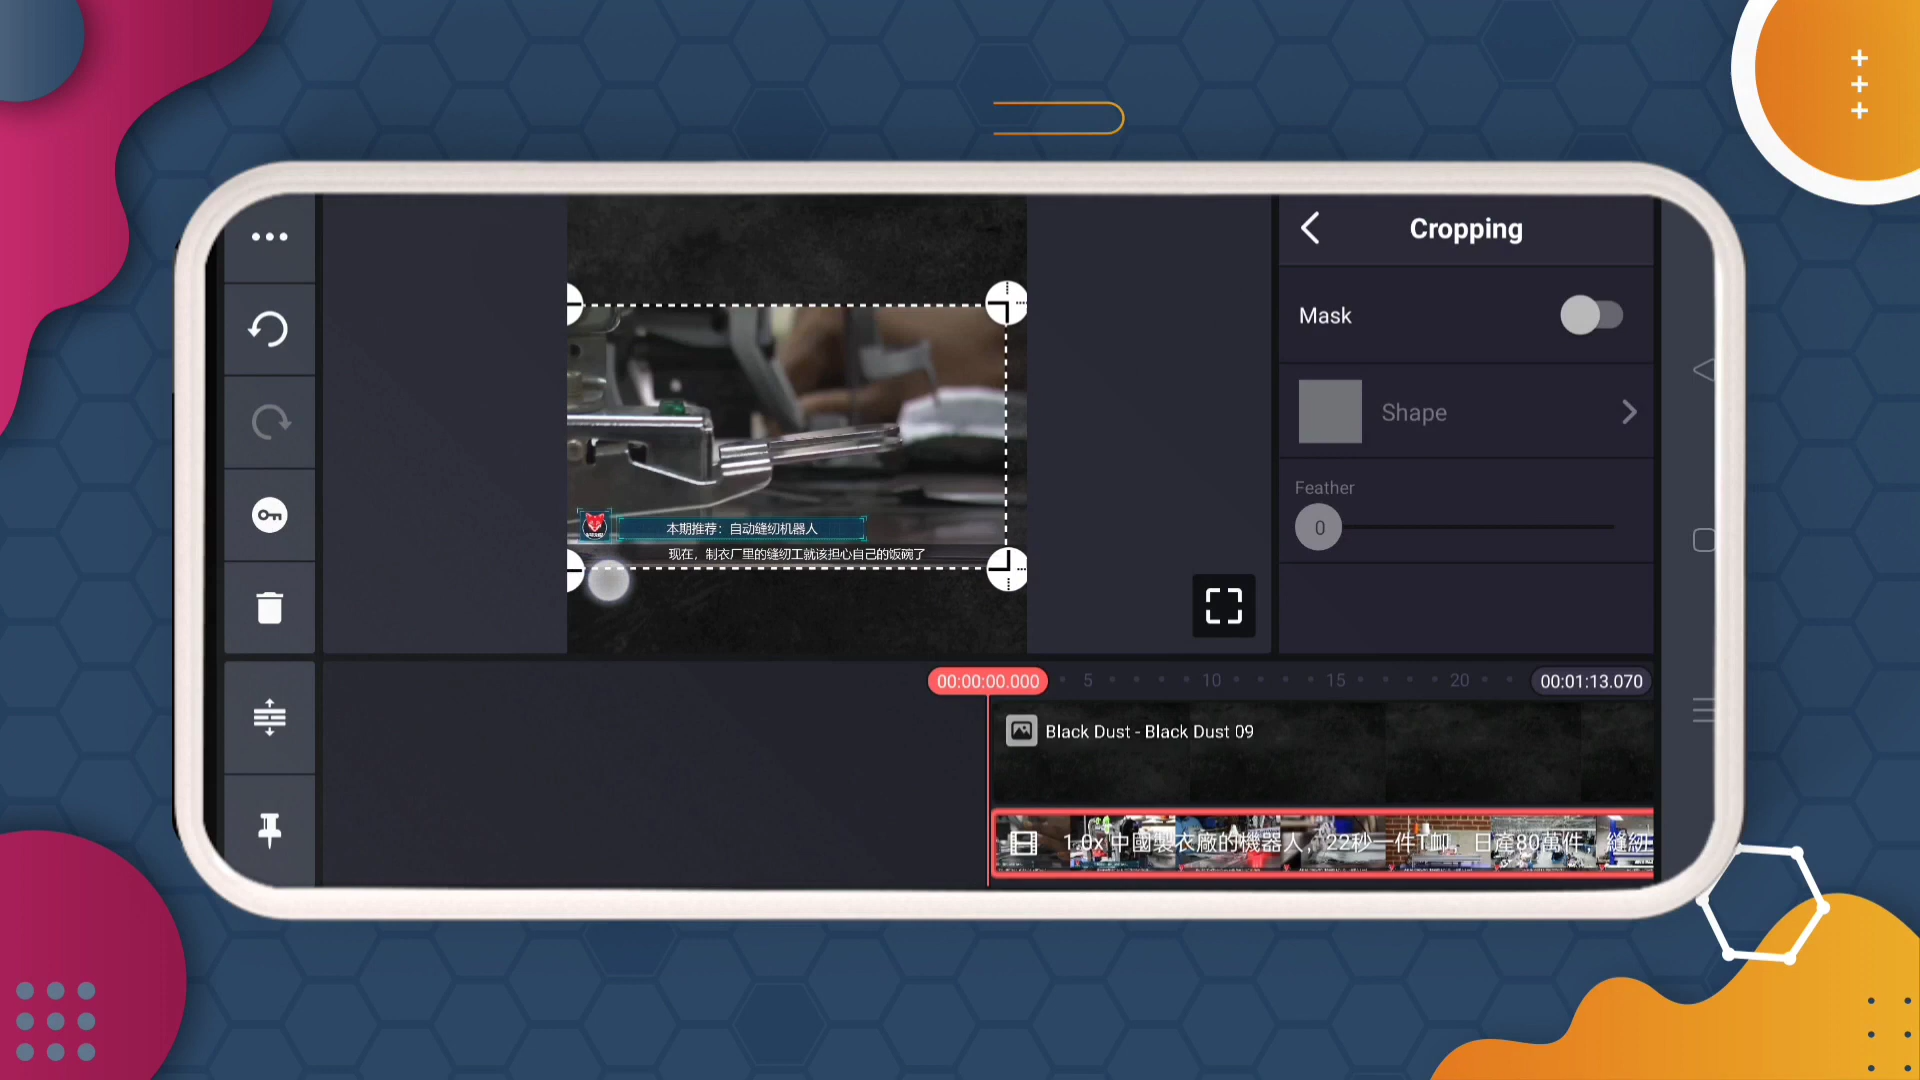 Cropping
Mask
Shape
Feather
0
本期推荐：自动缝纫机器人
现在，制衣厂里的缝纫工就该担心自己的饭碗了
00:00:00.000
5
10
15
20
00:01:13.070
Black Dust - Black Dust 09
1.0x 中國製衣廠的機器人，22秒一件T卹，日產80萬件，縫紉